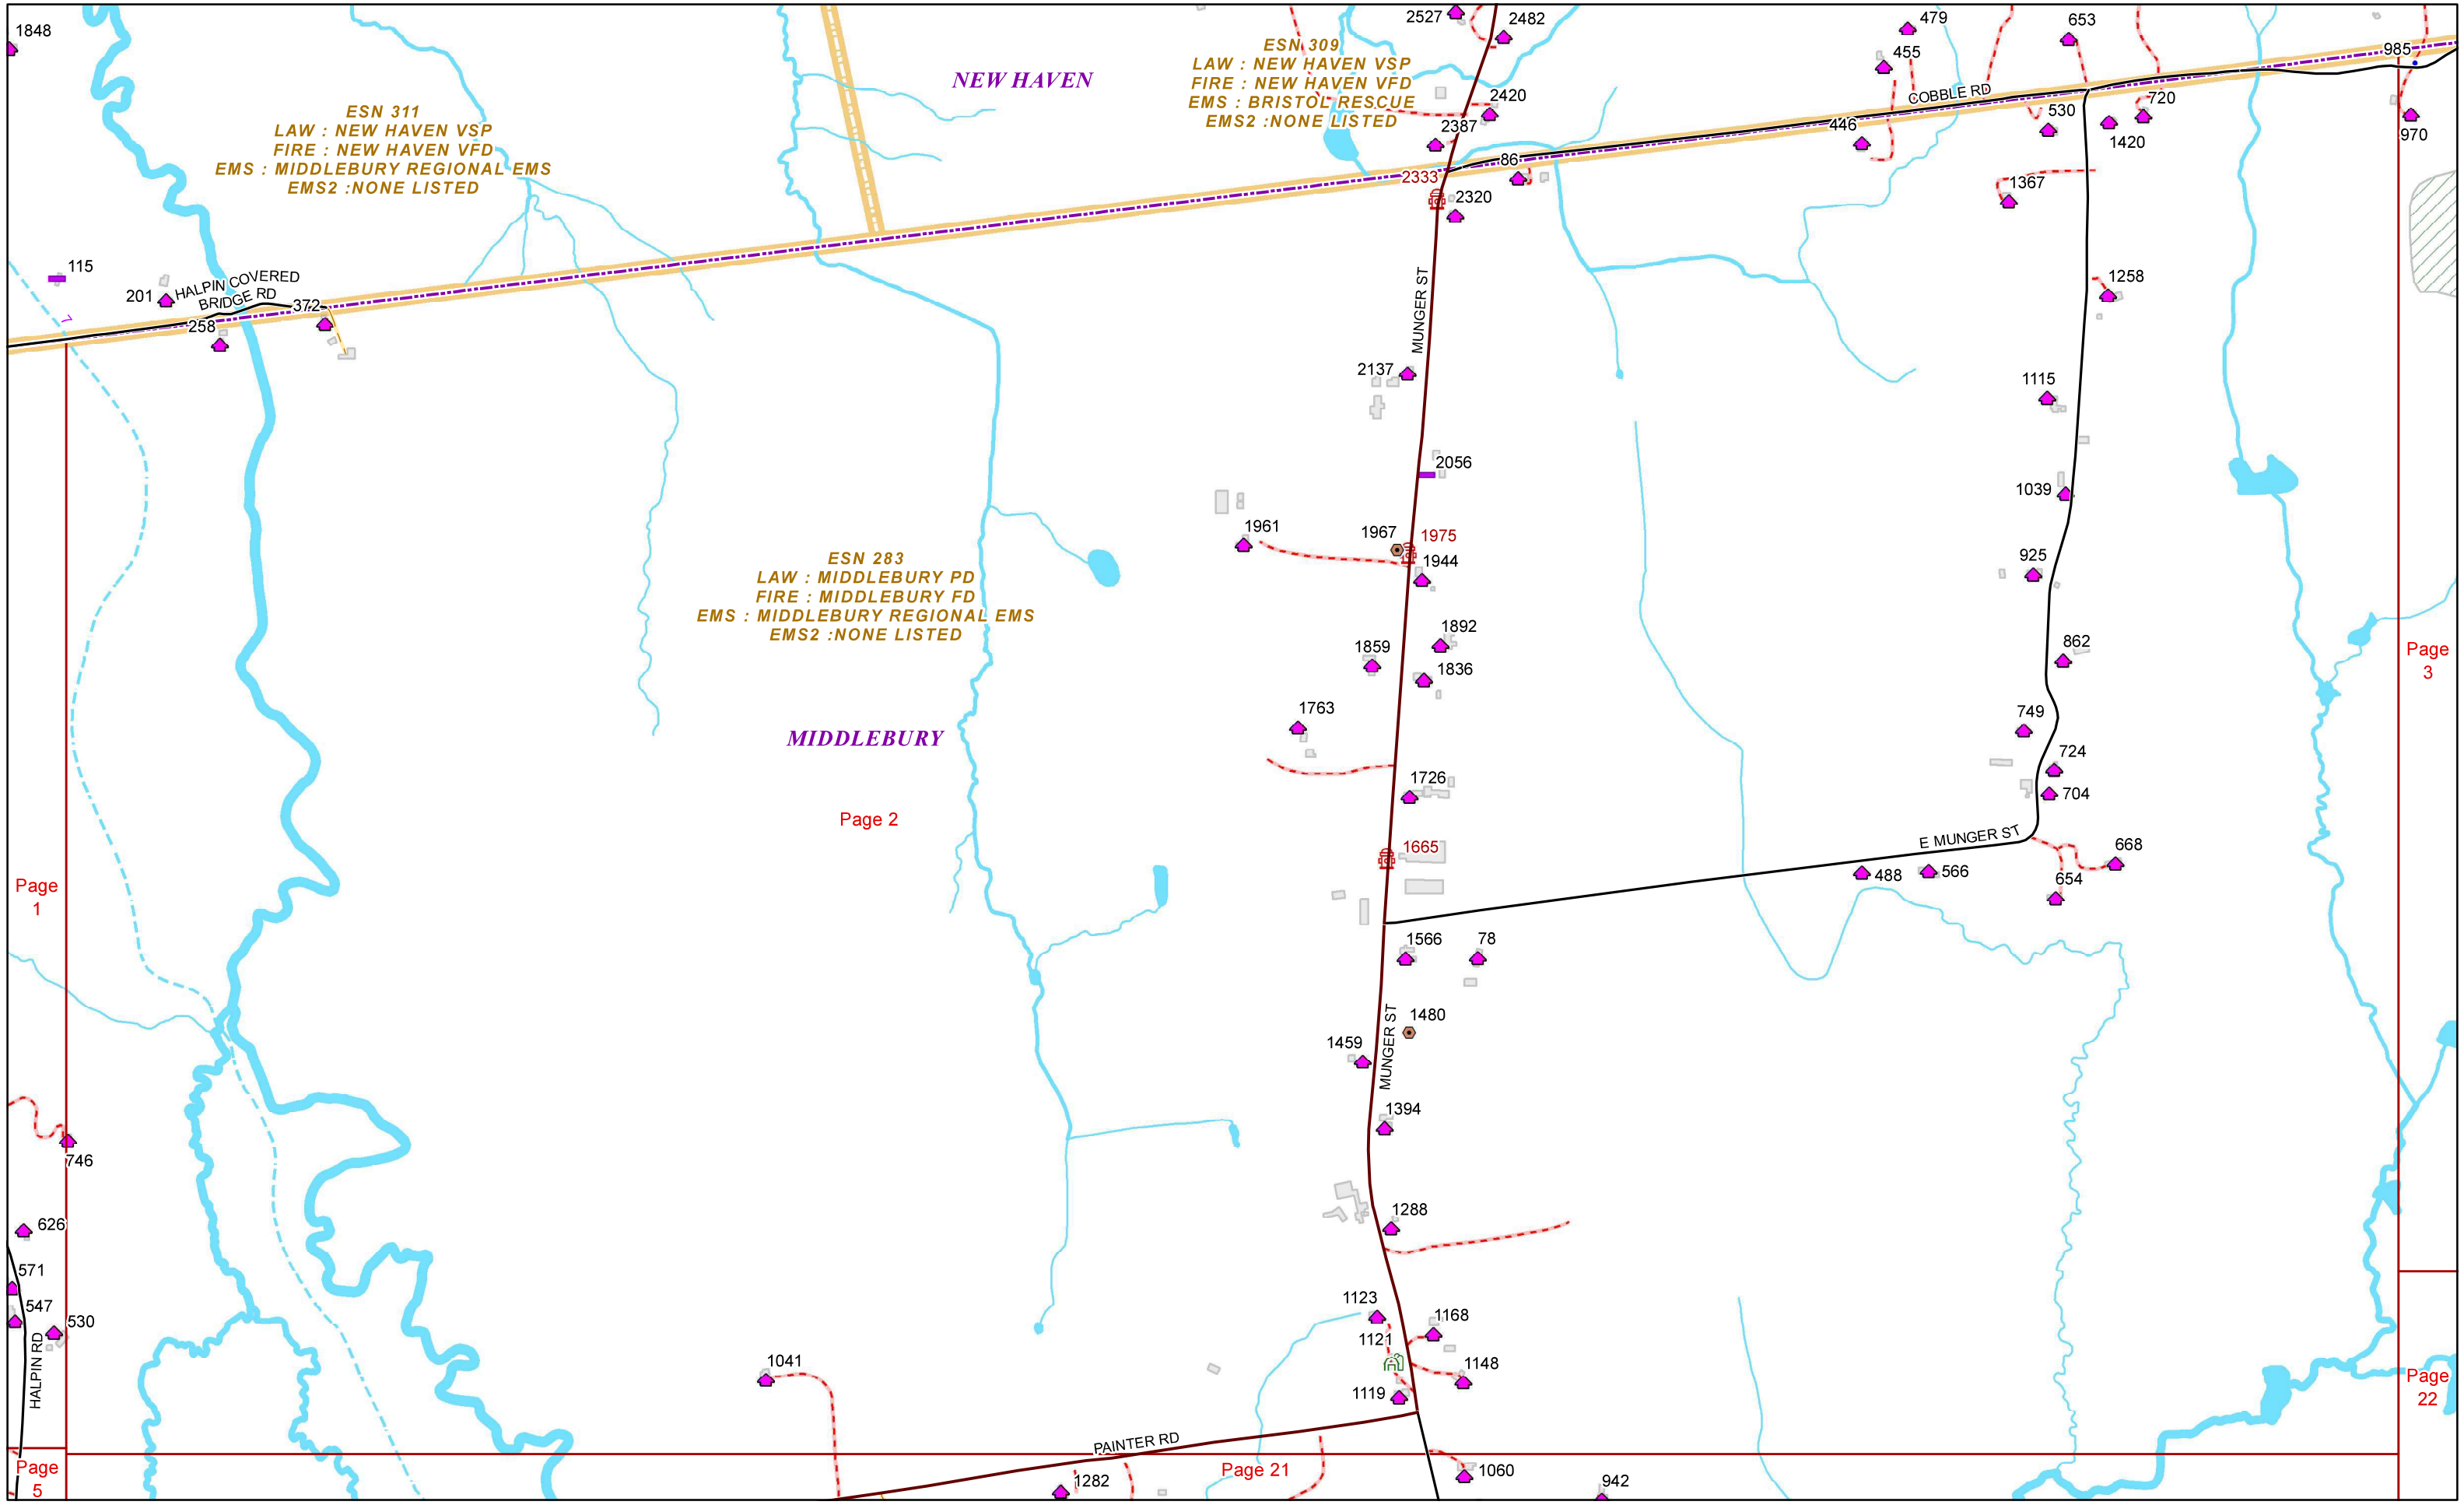 1848
2527
2482
479
653
985
455
ESN 309
LAW : NEW HAVEN VSP
FIRE : NEW HAVEN VFD
EMS : BRISTOL RESCUE
EMS2 :NONE LISTED
NEW HAVEN
ESN 311
LAW : NEW HAVEN VSP
FIRE : NEW HAVEN VFD
EMS : MIDDLEBURY REGIONAL EMS
EMS2 :NONE LISTED
2420
2387
COBBLE RD
446
530
720
1420
970
86
2333
2320
1367
115
201
HALPIN COVERED
BRIDGE RD
258
372
7
MUNGER ST
1258
2137
1115
2056
1039
1961
1967
1975
1944
925
ESN 283
LAW : MIDDLEBURY PD
FIRE : MIDDLEBURY FD
EMS : MIDDLEBURY REGIONAL EMS
EMS2 :NONE LISTED
1892
1859
1836
862
Page
3
1763
749
MIDDLEBURY
724
1726
704
Page 2
E MUNGER ST
1665
668
488
566
654
Page
1
1566
78
1480
MUNGER ST
1459
1394
746
1288
626
571
547
530
HALPIN RD
1123
1168
1121
1148
1119
1041
Page
22
PAINTER RD
Page
5
Page 21
1282
1060
942